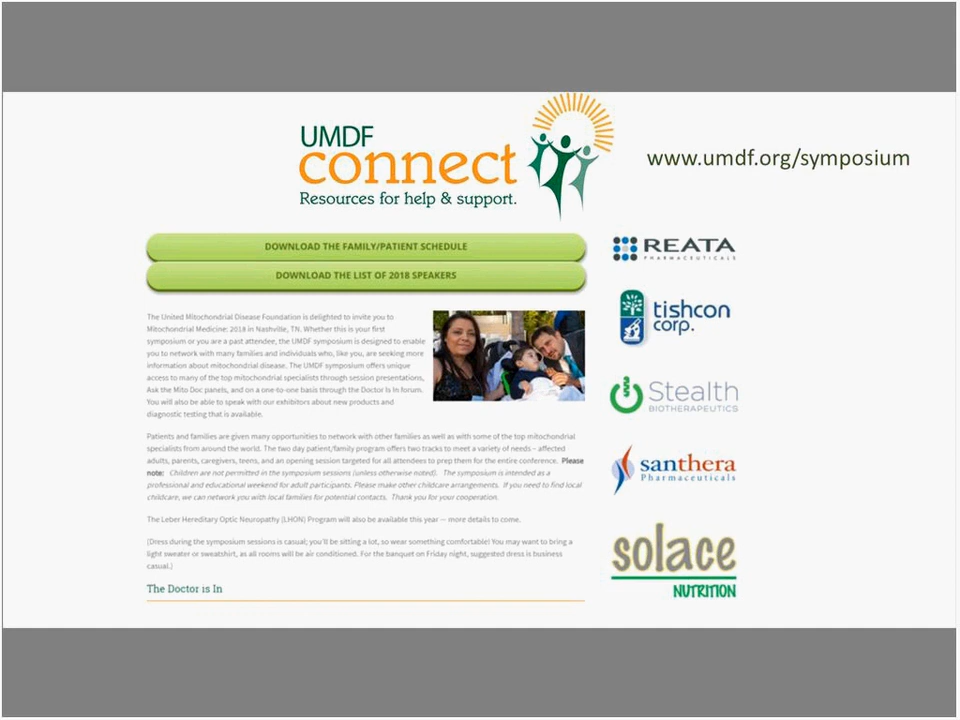 UMDF
connect
Resources for help & support.
www.umdf.org/symposium
DOWNLOAD THE FAMILY/PATIENT SCHEDULE
DOWNLOAD THE LIST OF 2018 SPEAKERS
The United Mitochondrial Disease Foundation is delighted to invite you to
Mitochondrial Medicine: 2018 in Nashville, TN. Whether this is your first
symposium or you are a past attendee, the UMDF symposium is designed to enable
you to network with many families and individuals who, like you, are seeking more
information about mitochondrial disease. The UMDF symposium offers unique
access to many of the top mitochondrial specialists through session presentations,
Ask the Mito Doc panels, and on a one-to-one basis through the Doctor Is In forum.
You will also be able to speak with our exhibitors about new products and
diagnostic testing that is available.
Patients and families are given many opportunities to network with other families as well as with some of the top mitochondrial
specialists from around the world. The two day patient/family program offers two tracks to meet a variety of needs – affected
adults, parents, caregivers, teens, and an opening session targeted for all attendees to prep them for the entire conference. Please
note: Children are not permitted in the symposium sessions (unless otherwise noted). The symposium is intended as a
professional and educational weekend for adult participants. Please make other childcare arrangements. If you need to find local
childcare, we can network you with local families for potential contacts. Thank you for your cooperation.
The Leber Hereditary Optic Neuropathy (LHON) Program will also be available this year — more details to come.
[Dress during the symposium sessions is casual; you'll be sitting a lot, so wear something comfortable! You may want to bring a
light sweater or sweatshirt, as all rooms will be air conditioned. For the banquet on Friday night, suggested dress is business
casual.]
The Doctor is In
REATA
PHARMACEUTICALS
tishcon
corp.
Stealth
BIOTHERAPEUTICS
santhera
Pharmaceuticals
solace
NUTRITION